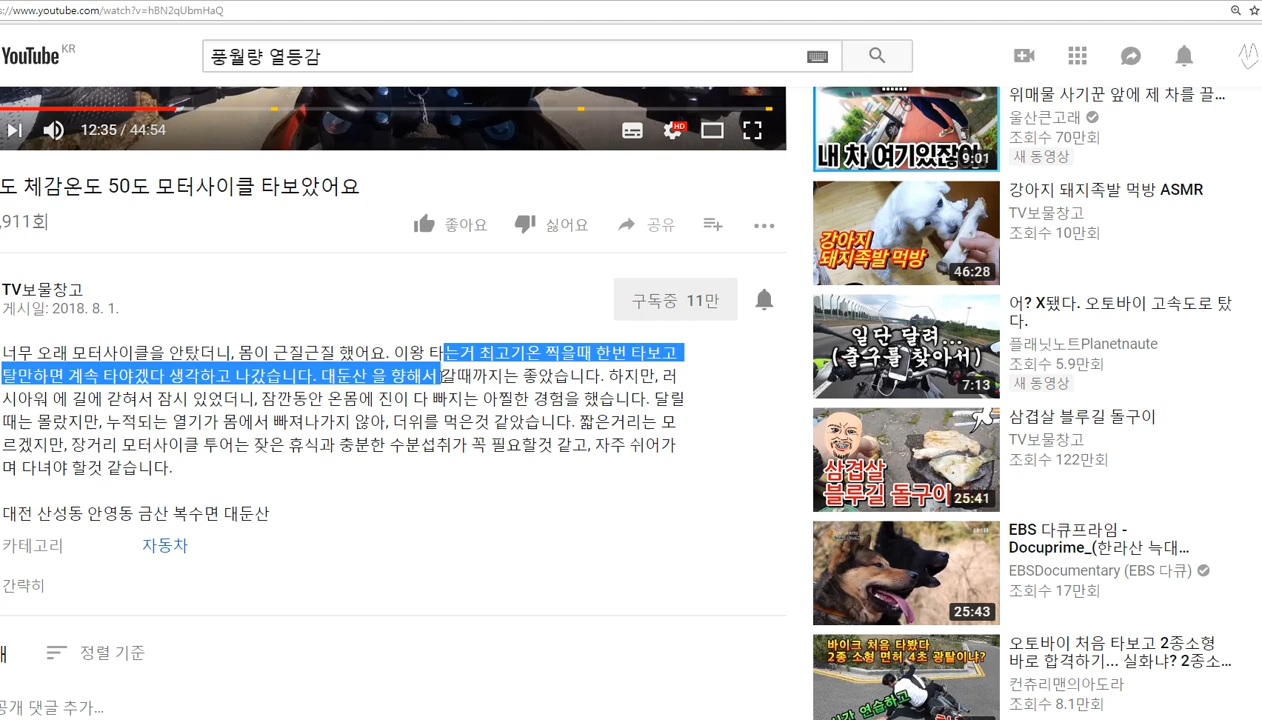 s://www.youtube.com/watch?v=hBN2qUbmHaQ
YouTube KR
풍월량 열등감
12:35 / 44:54
HD
도 체감온도 50도 모터사이클 타보았어요
,911회
좋아요
싫어요
공유
TV보물창고
게시일: 2018. 8. 1.
구독중 11만
너무 오래 모터사이클을 안탔더니, 몸이 근질근질 했어요. 이왕 타는거 최고기온 찍을때 한번 타보고
탈만하면 계속 타야겠다 생각하고 나갔습니다. 대둔산 을 향해서 갈때까지는 좋았습니다. 하지만, 러
시아워 에 길에 갇혀서 잠시 있었더니, 잠깐동안 온몸에 진이 다 빠지는 아찔한 경험을 했습니다. 달릴
때는 몰랐지만, 누적되는 열기가 몸에서 빠져나가지 않아, 더위를 먹은것 같았습니다. 짧은거리는 모
르겠지만, 장거리 모터사이클 투어는 잦은 휴식과 충분한 수분섭취가 꼭 필요할것 같고, 자주 쉬어가
며 다녀야 할것 같습니다.
대전 산성동 안영동 금산 복수면 대둔산
카테고리
자동차
간략히
개
정렬 기준
공개 댓글 추가...
내 차 여기있잖아
9:01
위매물 사기꾼 앞에 제 차를 끌...
울산큰고래
조회수 70만회
새 동영상
강아지
돼지족발 먹방
46:28
강아지 돼지족발 먹방 ASMR
TV보물창고
조회수 10만회
일단 달려...
(출구를 찾아서)
7:13
어? X됐다. 오토바이 고속도로 탔
다.
플래닛노트Planetnaute
조회수 5.9만회
새 동영상
삼겹살
블루길 돌구이
25:41
삼겹살 블루길 돌구이
TV보물창고
조회수 122만회
25:43
EBS 다큐프라임 -
Docuprime_(한라산 늑대...
EBSDocumentary (EBS 다큐)
조회수 17만회
바이크 처음 타봤다
2종 소형 면허 4초 광탈이냐?
시간 연습하고
오토바이 처음 타보고 2종소형
바로 합격하기... 실화냐? 2종소...
컨츄리맨의아도라
조회수 8.1만회